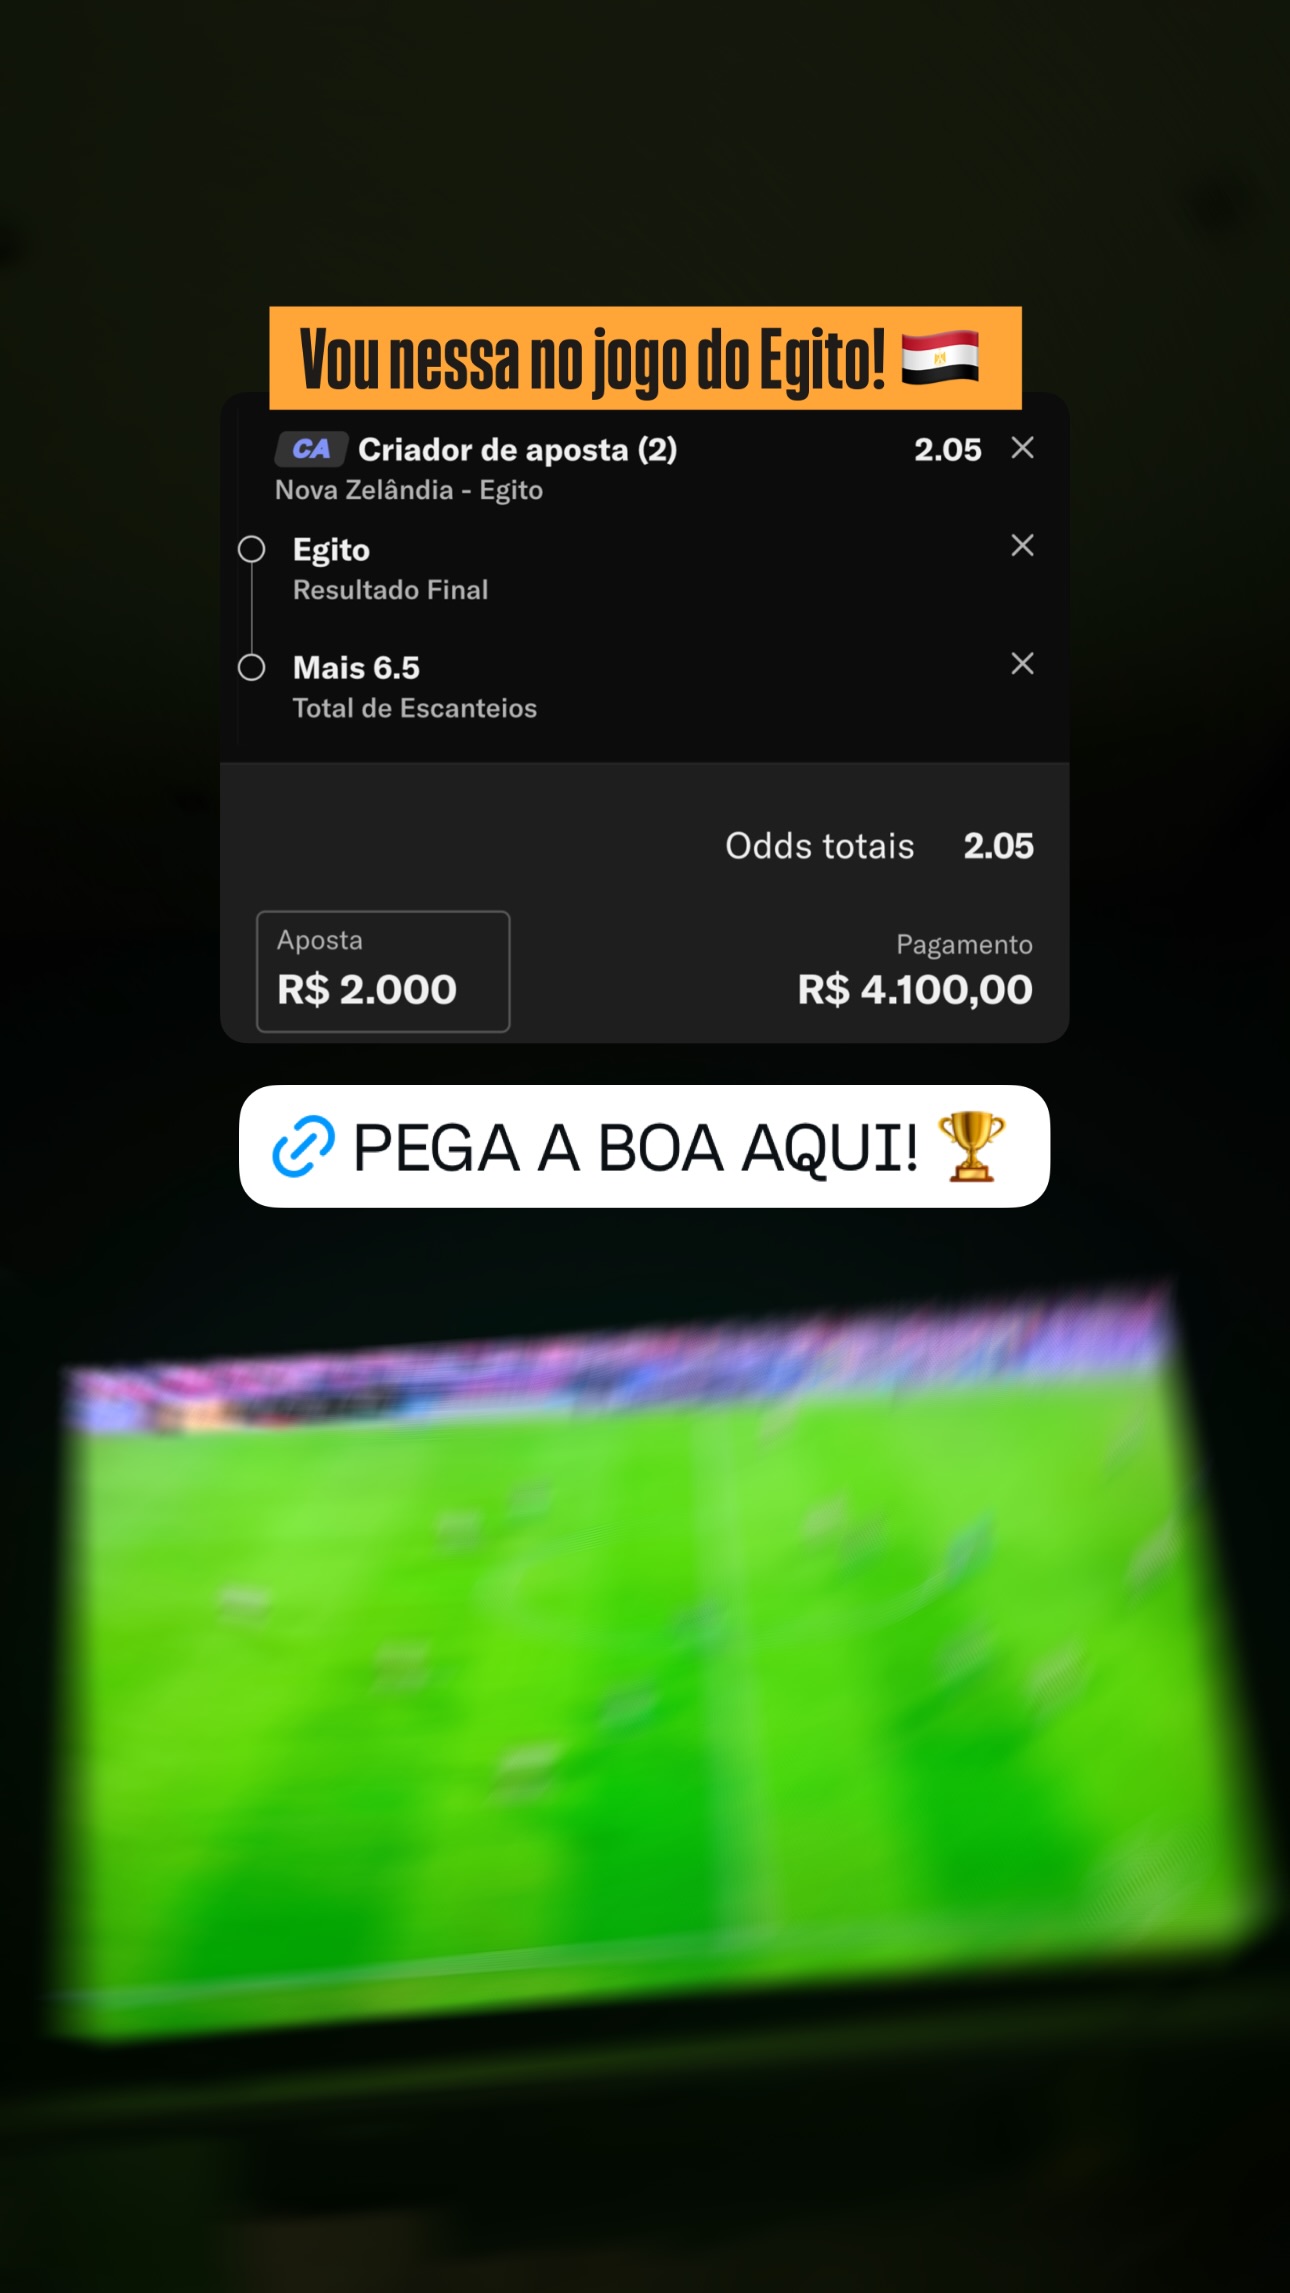 Vou nessa no jogo do Egito! 🇪🇬
CA Criador de aposta (2) 2.05 ×
Nova Zelândia - Egito
Egito ×
Resultado Final
Mais 6.5 ×
Total de Escanteios
Odds totais 2.05
Aposta
R$ 2.000
Pagamento
R$ 4.100,00
PEGA A BOA AQUI! 🏆